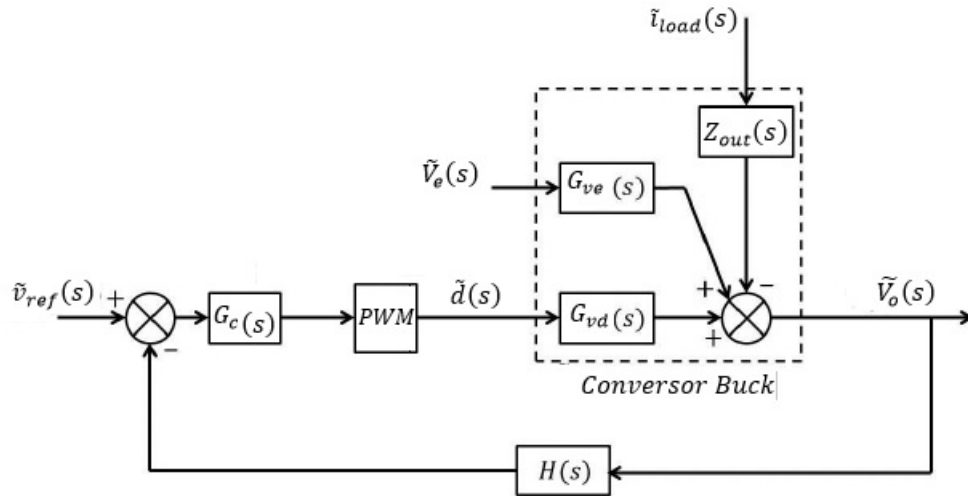 ĩ_load(s)
Z_out(s)
Ṽ_e(s)
G_ve (s)
ṽ_ref(s)
+
−
G_c(s)
PWM
d̃(s)
G_vd(s)
+
+
−
Ṽ_o(s)
Conversor Buck
H(s)